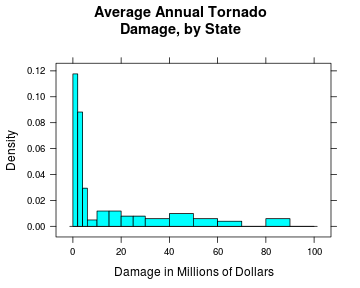 Average Annual Tornado
Damage, by State
0.12
0.10
0.08
0.06
0.04
0.02
0.00
Density
0 20 40 60 80 100
Damage in Millions of Dollars